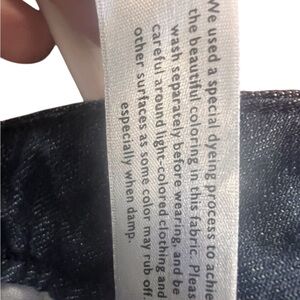 We used a special dyeing process to achi
the beautiful coloring in this fabric. Pleas
wash separately before wearing, and be
careful around light-colored clothing and
other surfaces as some color may rub off,
especially when damp.